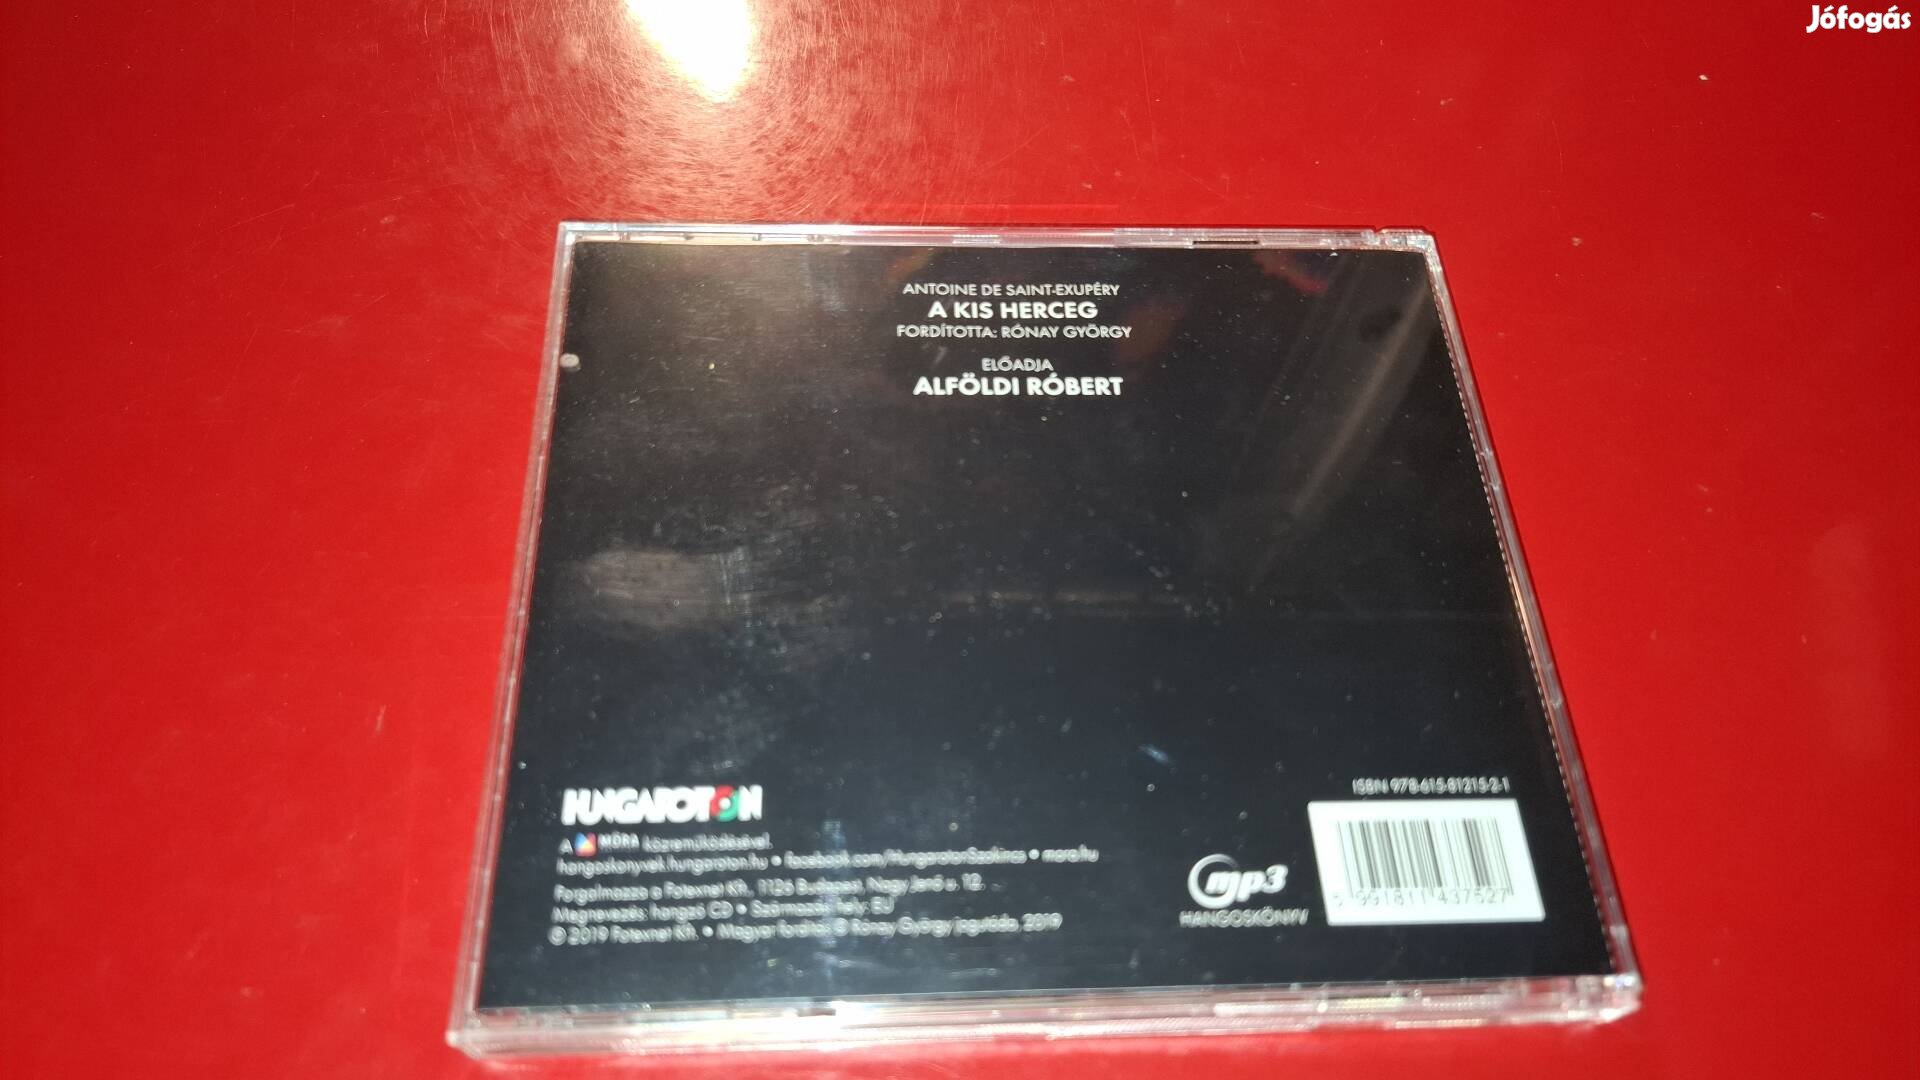 Jófogás
ANTOINE DE SAINT-EXUPÉRY
A KIS HERCEG
FORDÍTOTTA: RÓNAY GYÖRGY
ELŐADJA
ALFÖLDI RÓBERT
HUNGAROTON
A MÓRA közreműködésével.
hangoskonyvek.hungaroton.hu • facebook.com/HungarotonSzokincs • mora.hu
Forgalmazza a Fotexnet Kft., 1126 Budapest, Nagy Jenő u. 12.
Megnevezés: hangzó CD • Származási hely: EU
© 2019 Fotexnet Kft. • Magyar fordítás © Rónay György jogutóda, 2019
mp3
HANGOSKÖNYV
ISBN 978-615-81215-2-1
5 991811 437527